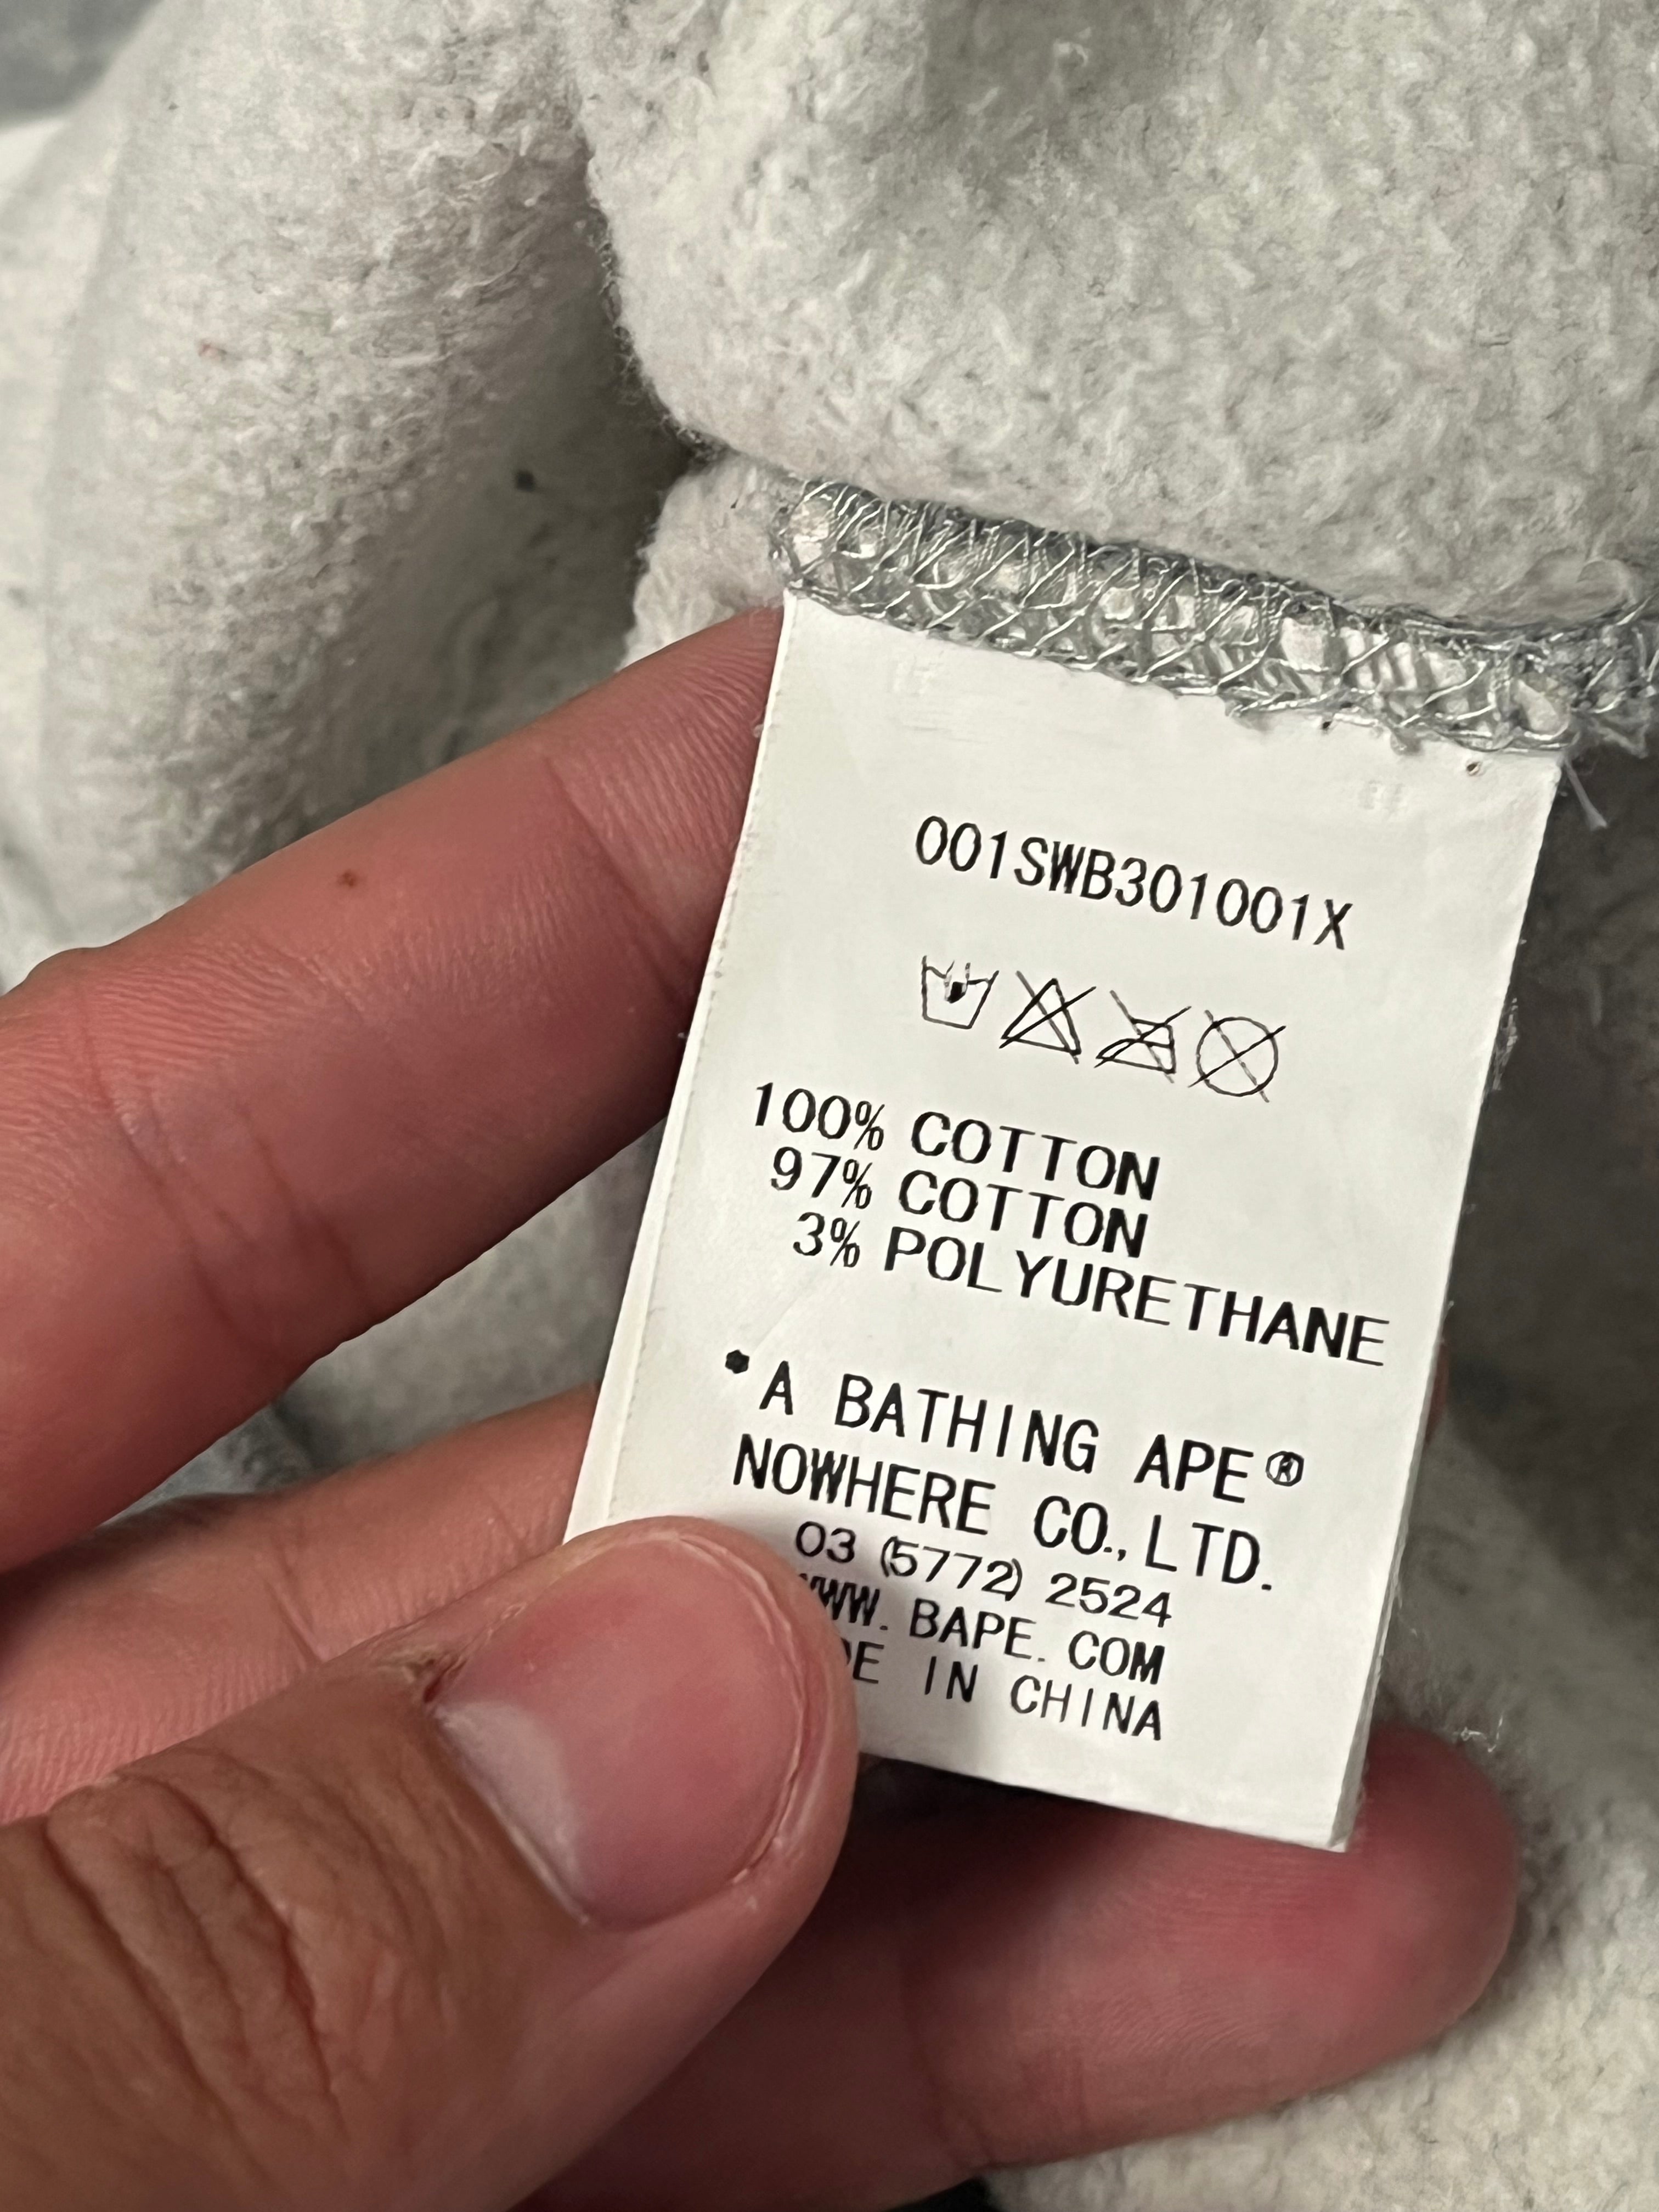 001SWB301001X
100% COTTON
97% COTTON
3% POLYURETHANE
*A BATHING APE®
NOWHERE CO.,LTD.
03 (5772) 2524
WWW. BAPE. COM
IN CHINA